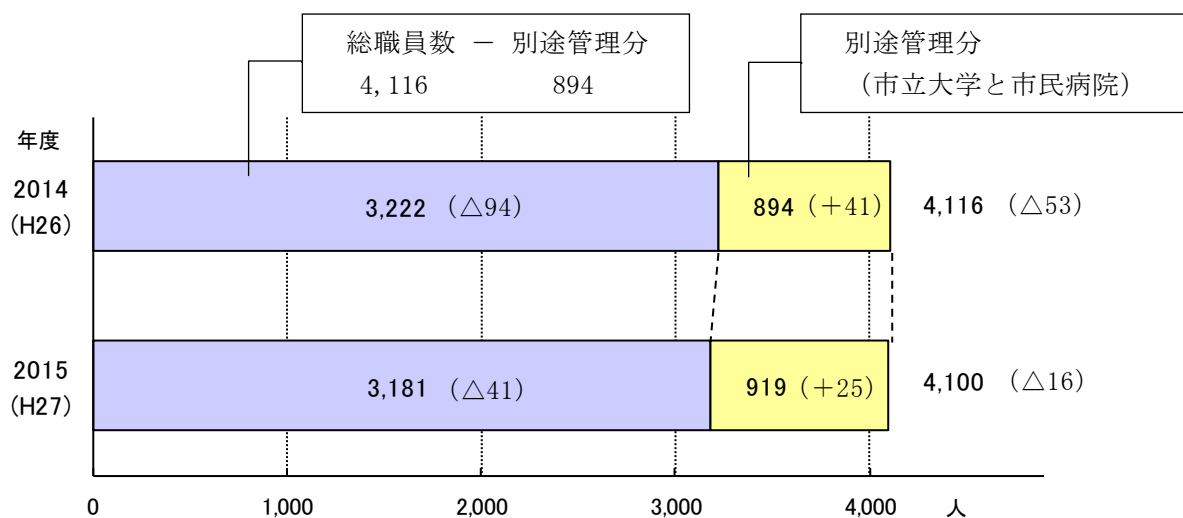 総職員数 － 別途管理分
4,116 894
別途管理分
（市立大学と市民病院）
年度
2014
(H26)
3,222 （△94）
894（＋41）
4,116 （△53）
2015
(H27)
3,181 （△41）
919（＋25）
4,100 （△16）
0 1,000 2,000 3,000 4,000 人